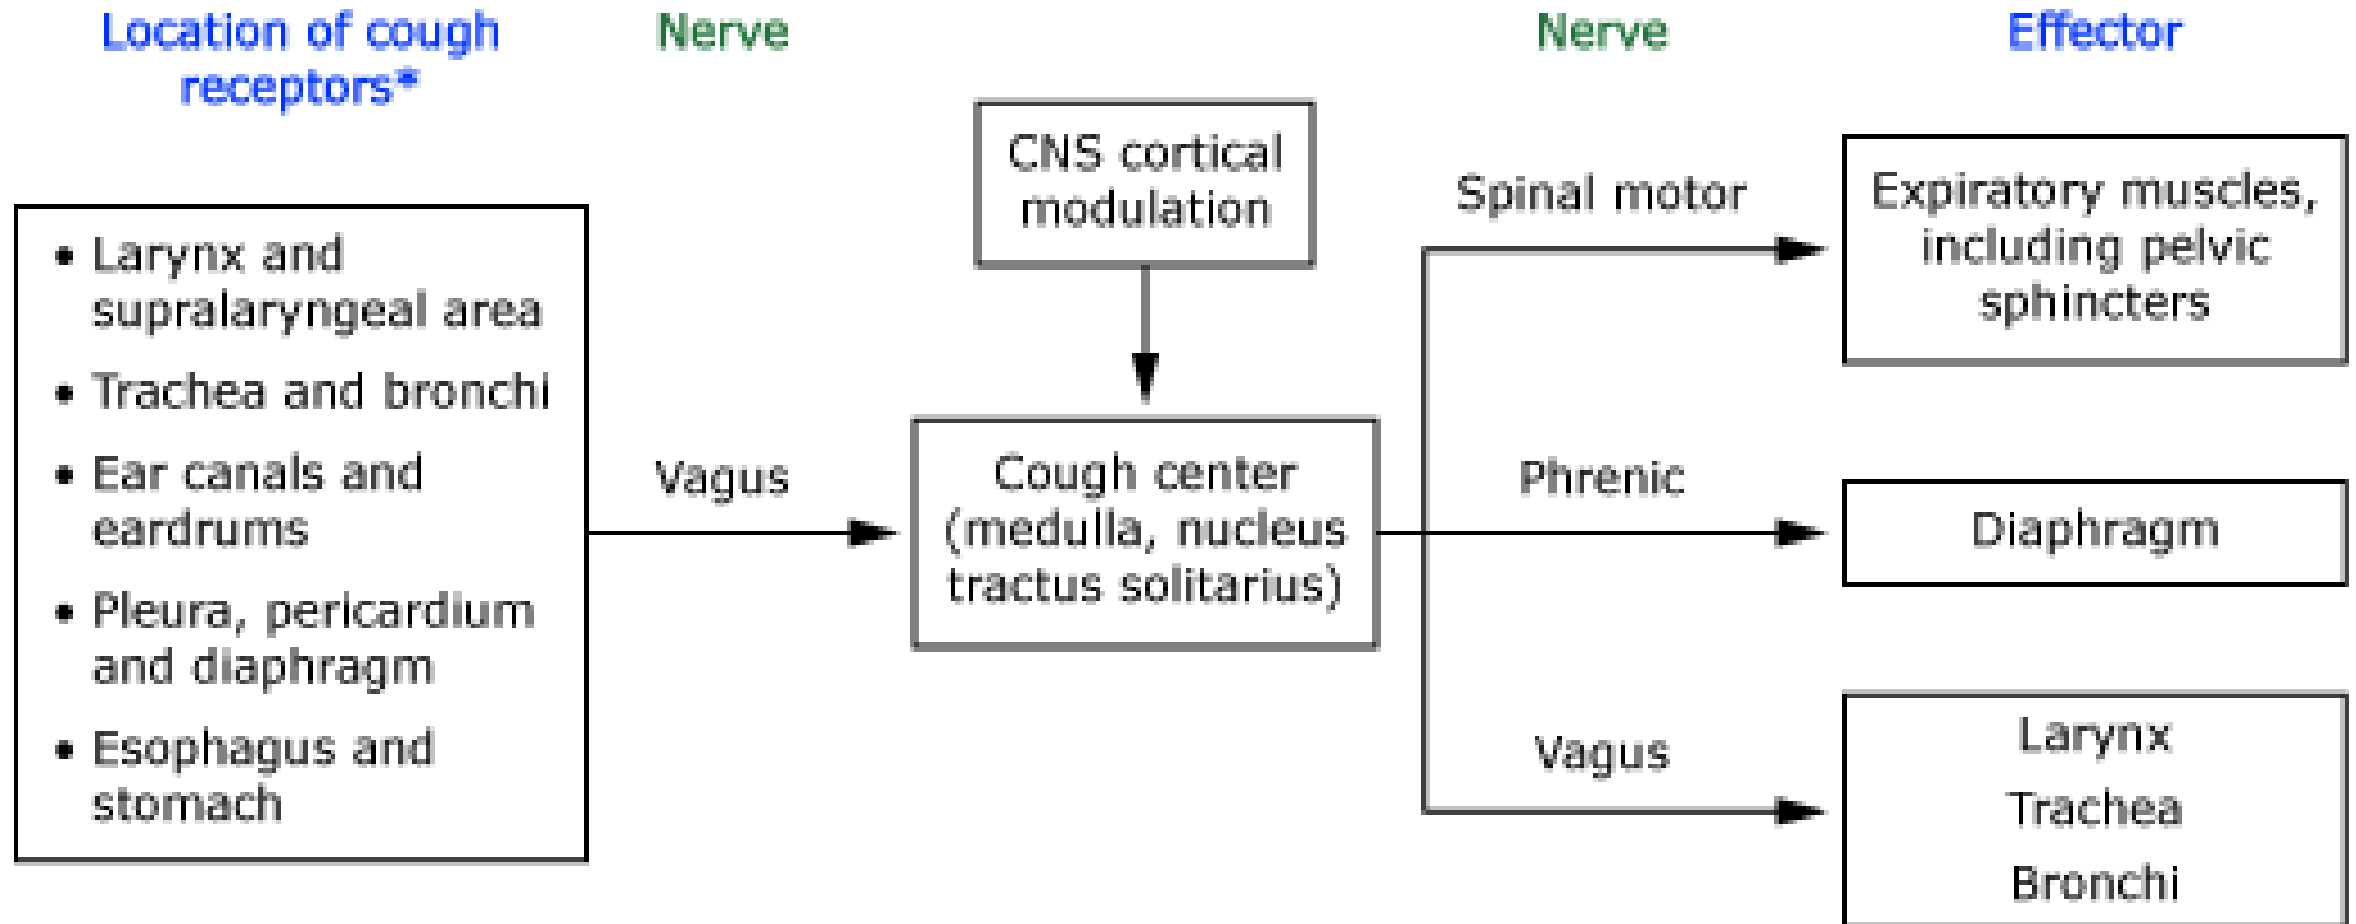 Location of cough
receptors*
Nerve
Nerve
Effector
• Larynx and
supralaryngeal area
• Trachea and bronchi
• Ear canals and
eardrums
• Pleura, pericardium
and diaphragm
• Esophagus and
stomach
Vagus
CNS cortical
modulation
Cough center
(medulla, nucleus
tractus solitarius)
Spinal motor
Expiratory muscles,
including pelvic
sphincters
Phrenic
Diaphragm
Vagus
Larynx
Trachea
Bronchi